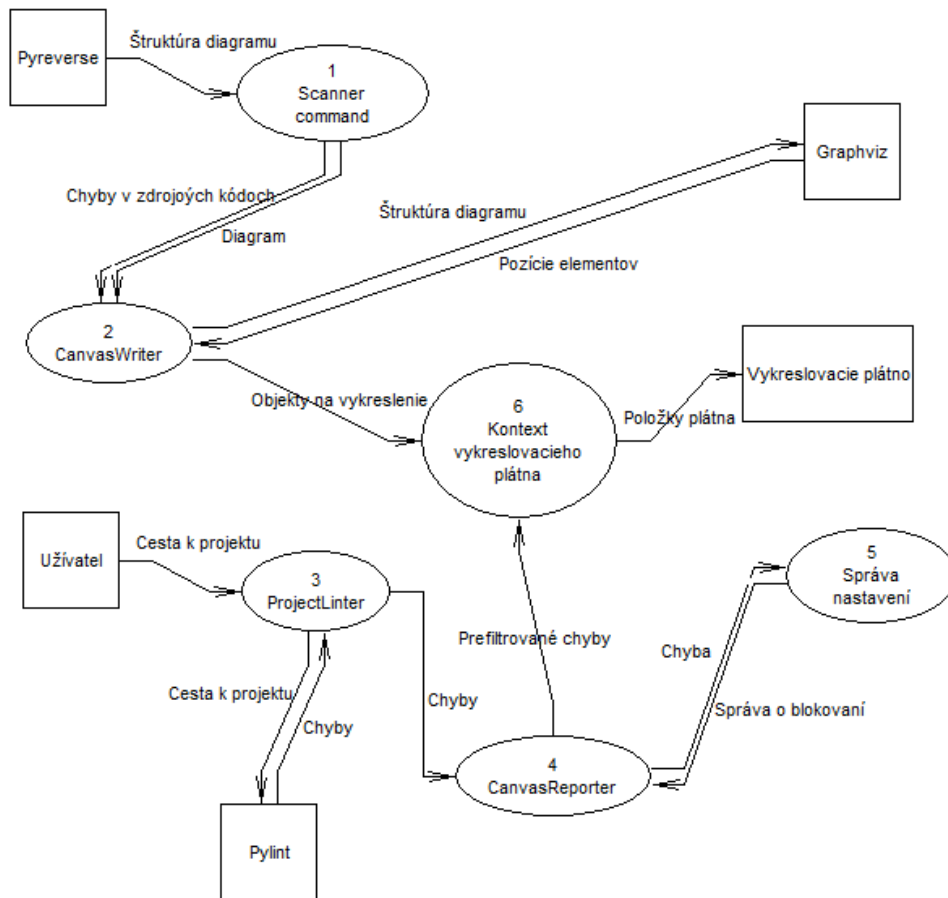 Pyreverse
Štruktúra diagramu
1
Scanner
command
Graphviz
Chyby v zdrojoých kódoch
Štruktúra diagramu
Diagram
Pozície elementov
2
CanvasWriter
Vykreslovacie plátno
Objekty na vykreslenie
6
Kontext
vykreslovacieho
plátna
Položky plátna
Užívatel
Cesta k projektu
3
ProjectLinter
5
Správa
nastavení
Prefiltrované chyby
Chyba
Cesta k projektu
Chyby
Chyby
Správa o blokovaní
4
CanvasReporter
Pylint